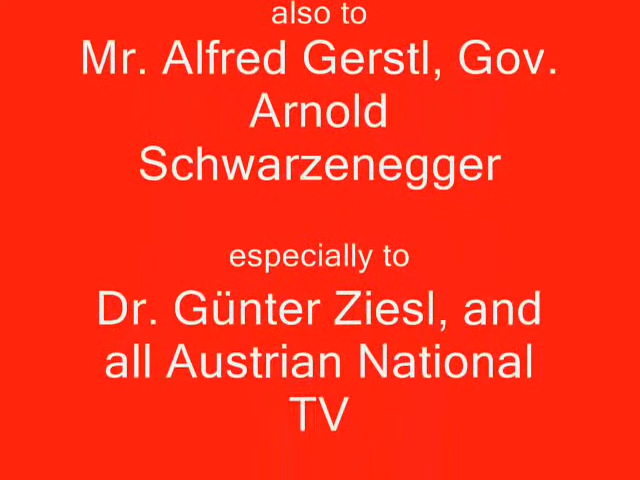 also to
Mr. Alfred Gerstl, Gov.
Arnold
Schwarzenegger
especially to
Dr. Günter Ziesl, and
all Austrian National
TV